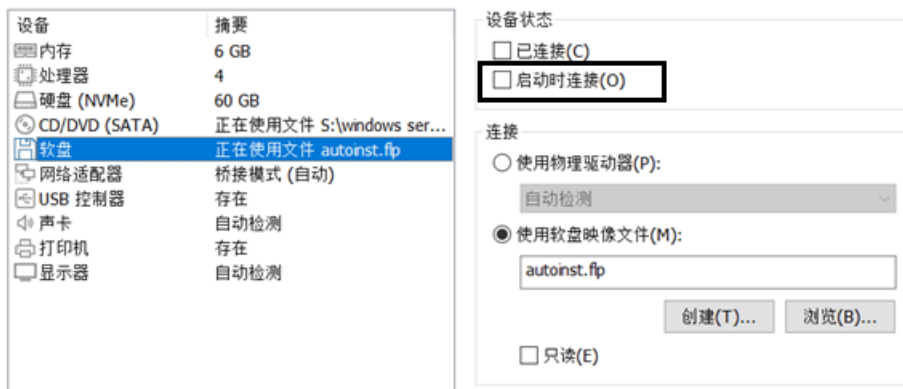 设备 摘要
内存 6 GB
处理器 4
硬盘 (NVMe) 60 GB
CD/DVD (SATA) 正在使用文件 S:\windows ser...
软盘 正在使用文件 autoinst.flp
网络适配器 桥接模式 (自动)
USB 控制器 存在
声卡 自动检测
打印机 存在
显示器 自动检测
设备状态
已连接(C)
启动时连接(O)
连接
使用物理驱动器(P):
自动检测
使用软盘映像文件(M):
autoinst.flp
创建(T)... 浏览(B)...
只读(E)